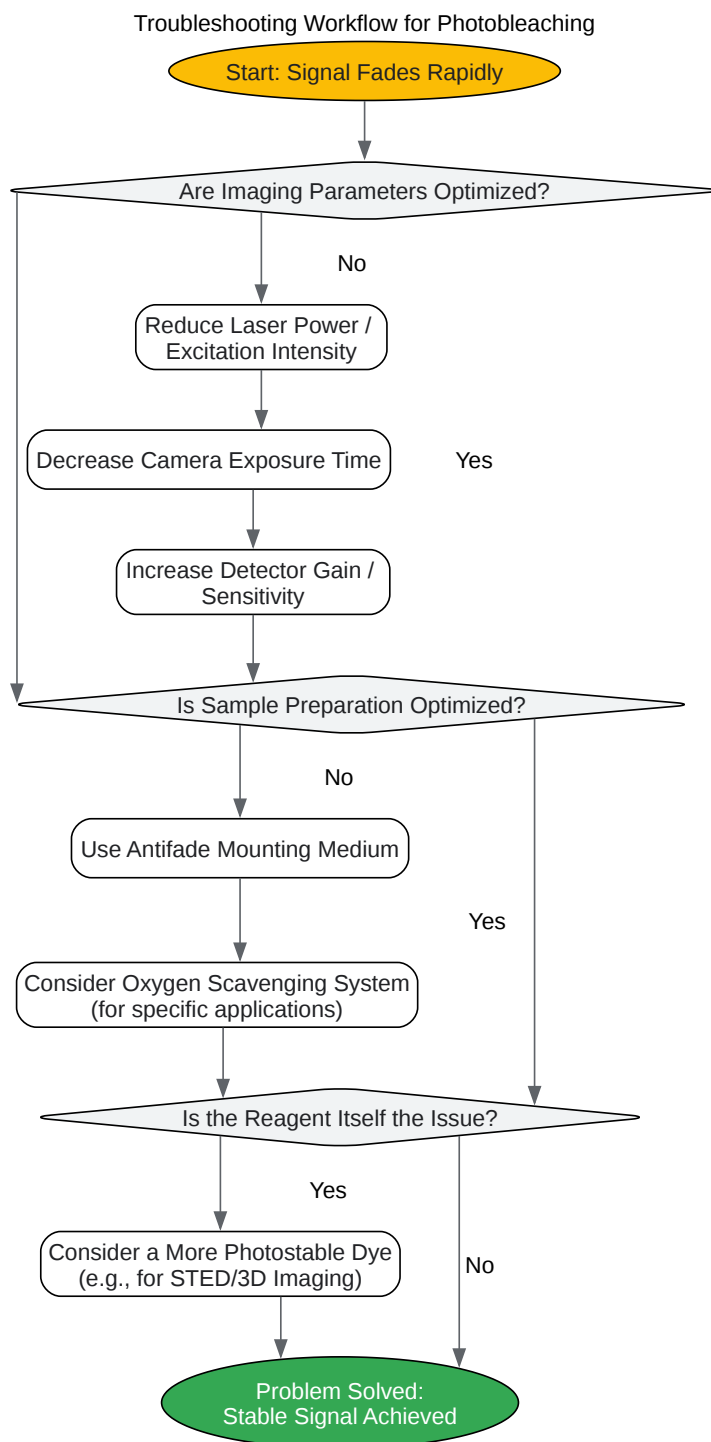 Troubleshooting Workflow for Photobleaching
Start: Signal Fades Rapidly
Are Imaging Parameters Optimized?
No
Reduce Laser Power /
Excitation Intensity
Decrease Camera Exposure Time
Yes
Increase Detector Gain /
Sensitivity
Is Sample Preparation Optimized?
No
Use Antifade Mounting Medium
Yes
Consider Oxygen Scavenging System
(for specific applications)
Is the Reagent Itself the Issue?
Yes
Consider a More Photostable Dye
(e.g., for STED/3D Imaging)
No
Problem Solved:
Stable Signal Achieved